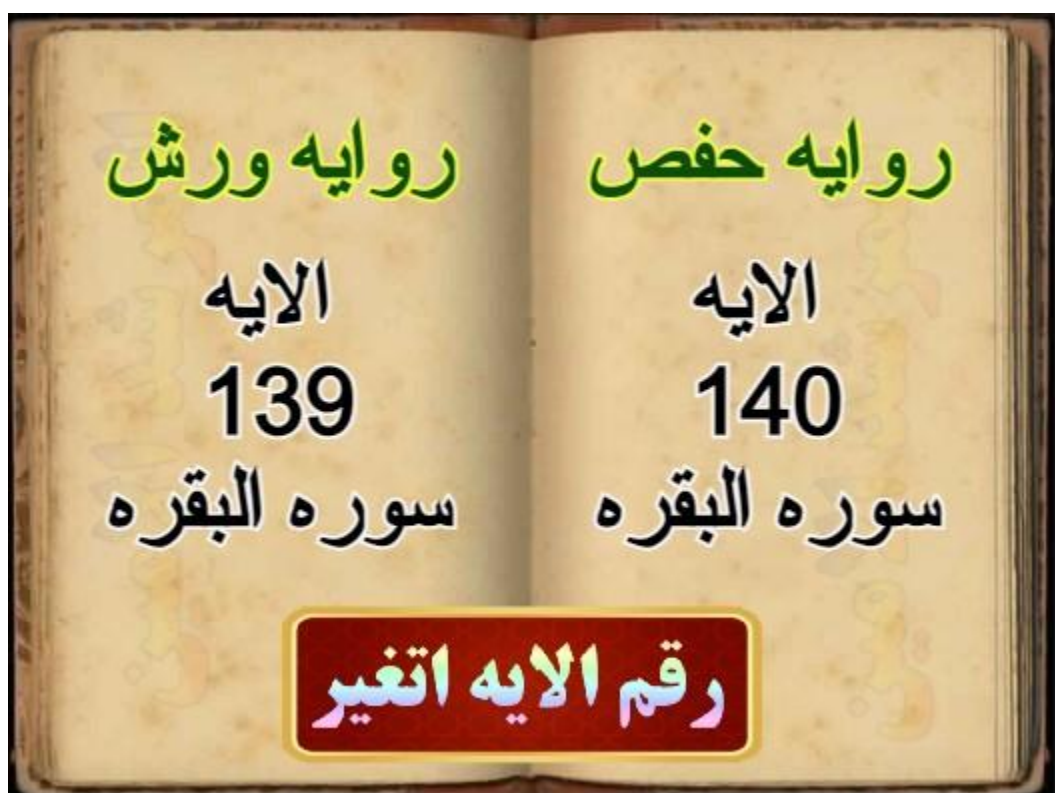 روايه حفص
الايه
140
سوره البقره
روايه ورش
الايه
139
سوره البقره
رقم الايه اتغير